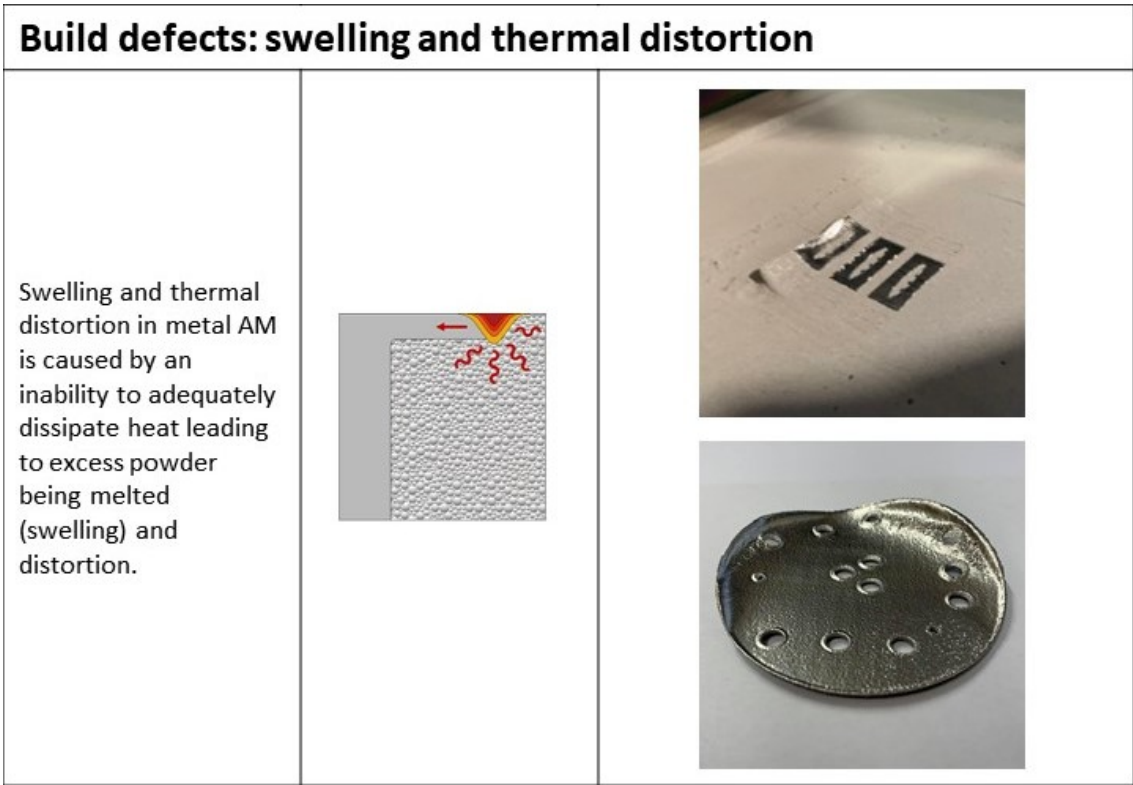 Build defects: swelling and thermal distortion
Swelling and thermal
distortion in metal AM
is caused by an
inability to adequately
dissipate heat leading
to excess powder
being melted
(swelling) and
distortion.